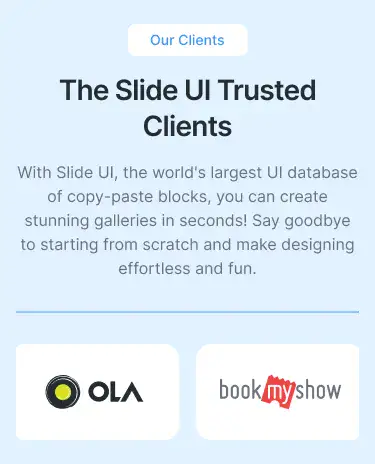 Our Clients
The Slide UI Trusted
Clients
With Slide UI, the world's largest UI database
of copy-paste blocks, you can create
stunning galleries in seconds! Say goodbye
to starting from scratch and make designing
effortless and fun.
OLA
bookmyshow